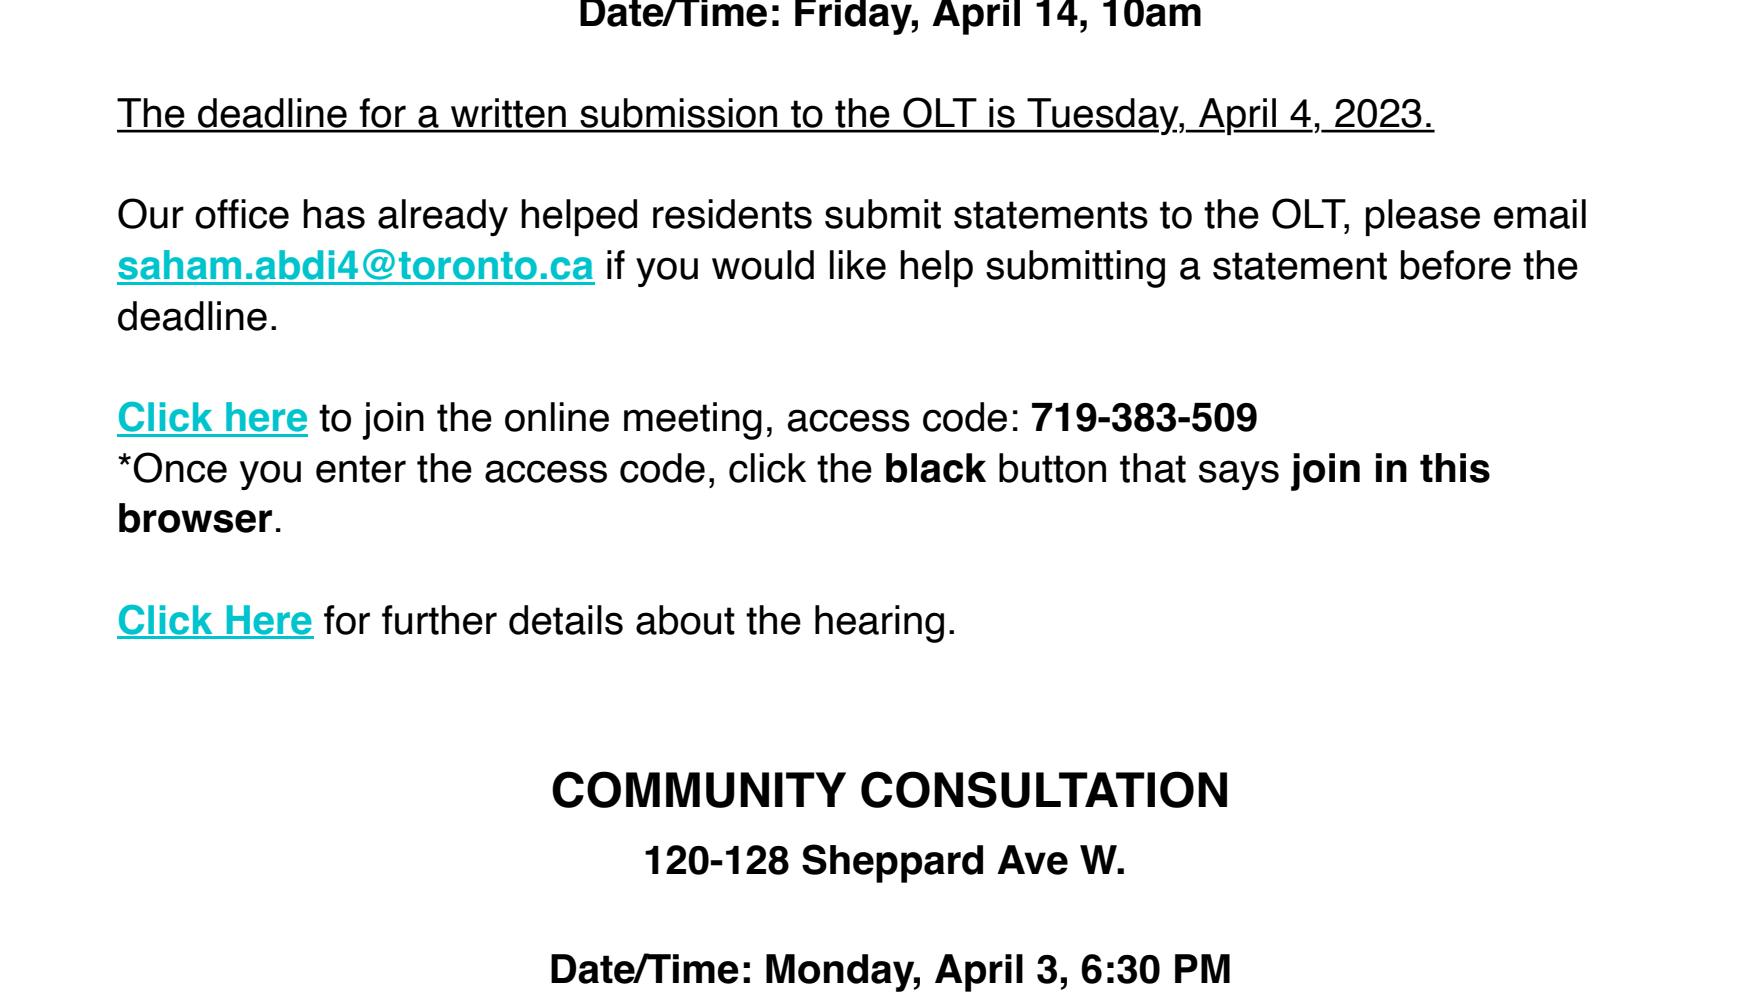 Date/Time: Friday, April 14, 10am
The deadline for a written submission to the OLT is Tuesday, April 4, 2023.
Our office has already helped residents submit statements to the OLT, please email
saham.abdi4@toronto.ca if you would like help submitting a statement before the
deadline.
Click here to join the online meeting, access code: 719-383-509
*Once you enter the access code, click the black button that says join in this
browser.
Click Here for further details about the hearing.
COMMUNITY CONSULTATION
120-128 Sheppard Ave W.
Date/Time: Monday, April 3, 6:30 PM